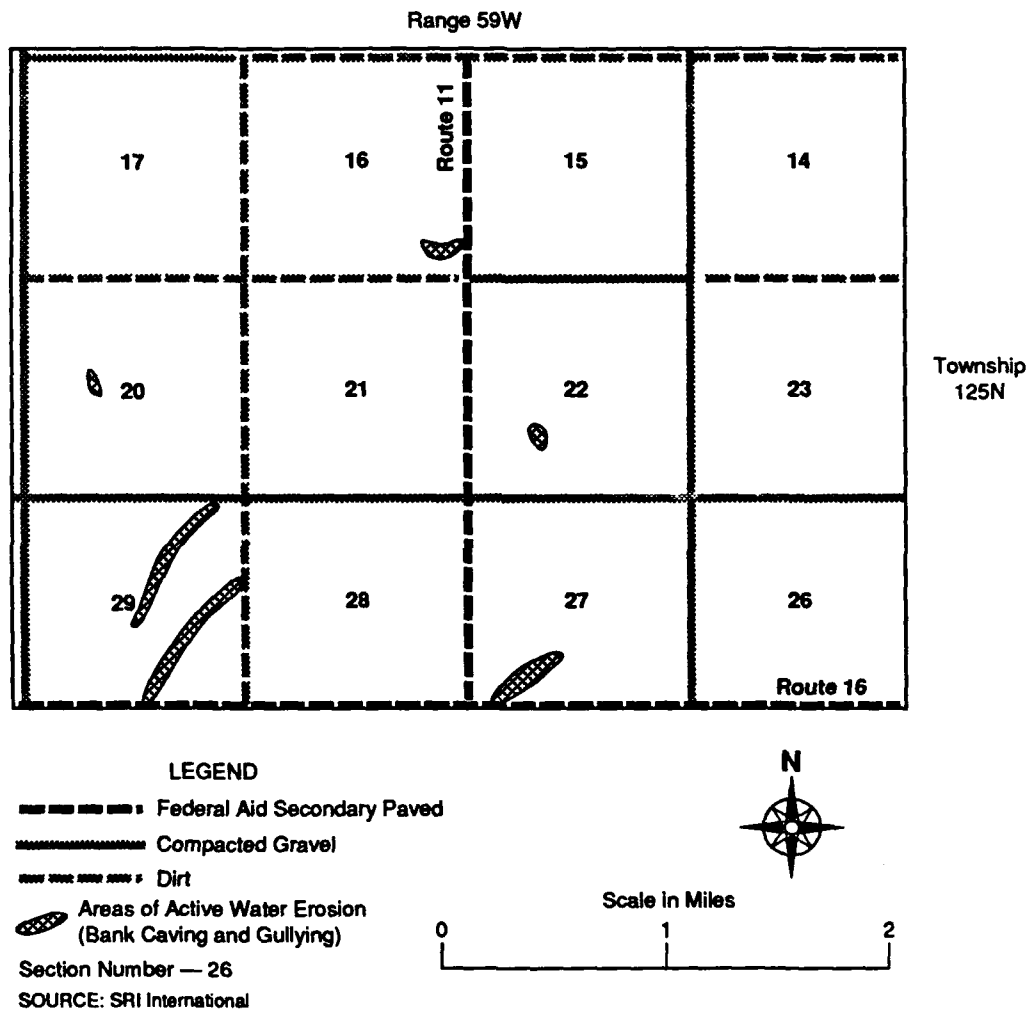 Range 59W
Route 11
17 16 15 14
20 21 22 23
Township
125N
29 28 27 26
Route 16
LEGEND
Federal Aid Secondary Paved
Compacted Gravel
Dirt
Areas of Active Water Erosion
(Bank Caving and Gullying)
Section Number — 26
SOURCE: SRI International
N
Scale in Miles
0 1 2